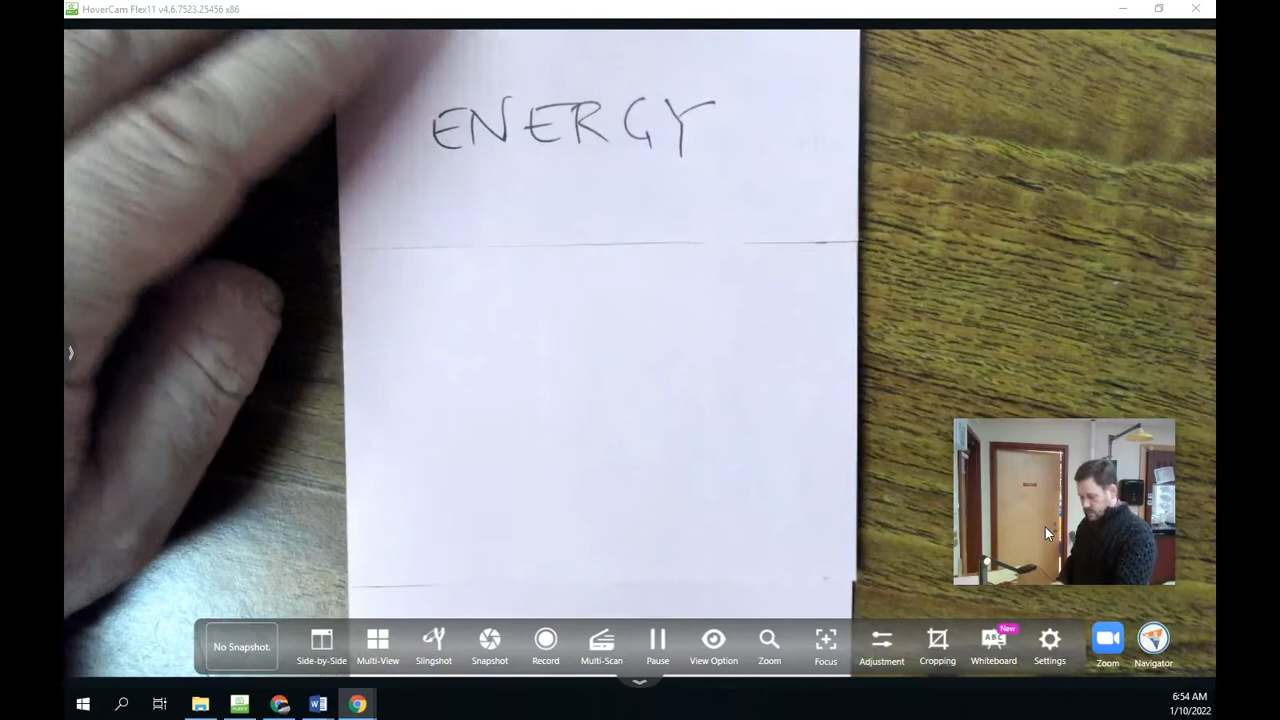 HoverCam Flex11 v4.6.7523.25456 x86
ENERGY
No Snapshot.
Side-by-Side
Multi-View
Slingshot
Snapshot
Record
Multi-Scan
Pause
View Option
Zoom
Focus
Adjustment
Cropping
New
ABC
Whiteboard
Settings
Zoom
Navigator
6:54 AM
1/10/2022